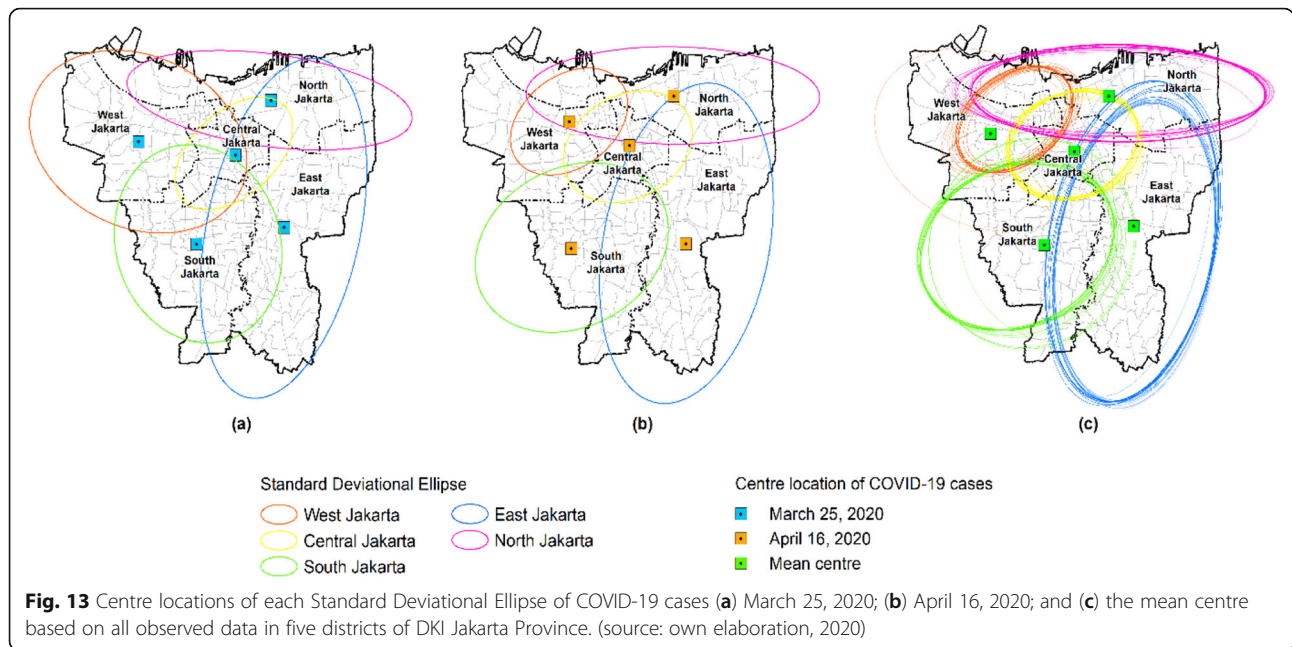 North
Jakarta
West
Jakarta
Central
Jakarta
East
Jakarta
South
Jakarta
(a)
North
Jakarta
West
Jakarta
Central
Jakarta
East
Jakarta
South
Jakarta
(b)
North
Jakarta
West
Jakarta
Central
Jakarta
East
Jakarta
South
Jakarta
(c)
Standard Deviational Ellipse
West Jakarta
Central Jakarta
South Jakarta
East Jakarta
North Jakarta
Centre location of COVID-19 cases
March 25, 2020
April 16, 2020
Mean centre
Fig. 13 Centre locations of each Standard Deviational Ellipse of COVID-19 cases (a) March 25, 2020; (b) April 16, 2020; and (c) the mean centre
based on all observed data in five districts of DKI Jakarta Province. (source: own elaboration, 2020)